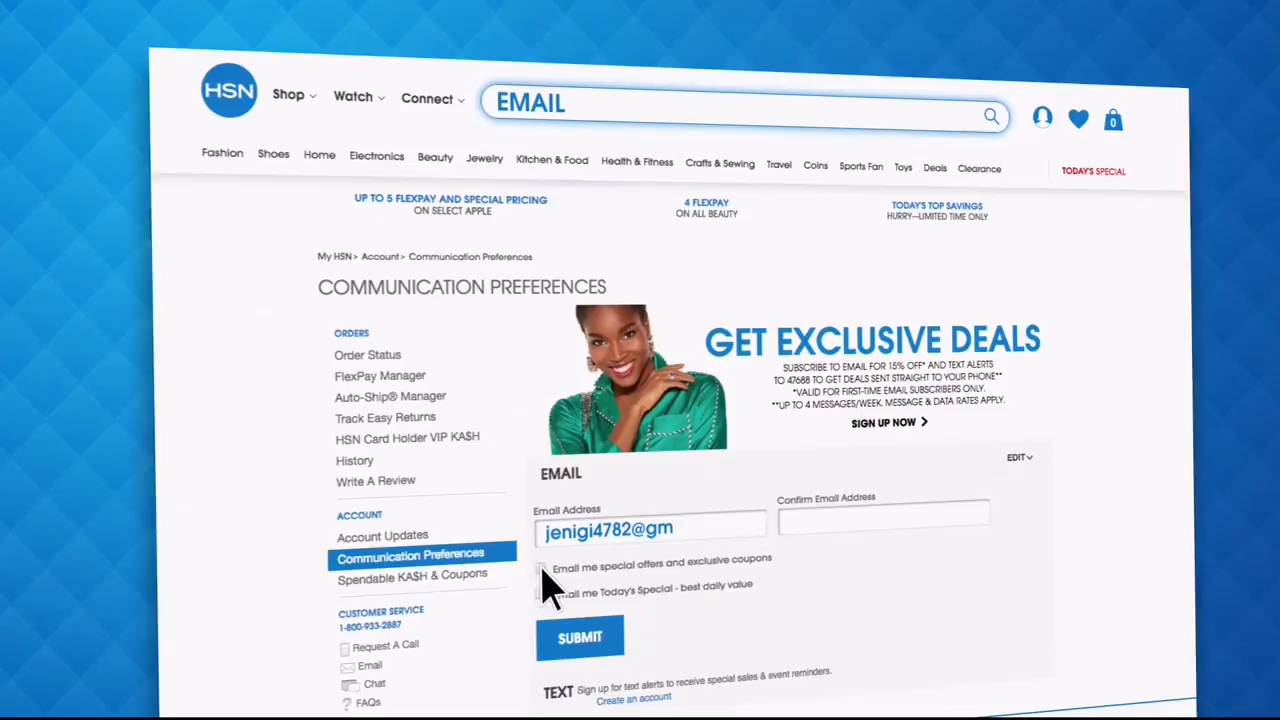 HSN
Shop
Watch
Connect
EMAIL
0
Fashion
Shoes
Home
Electronics
Beauty
Jewelry
Kitchen & Food
Health & Fitness
Crafts & Sewing
Travel
Coins
Sports Fan
Toys
Deals
Clearance
TODAY'S SPECIAL
UP TO 5 FLEXPAY AND SPECIAL PRICING
ON SELECT APPLE
4 FLEXPAY
ON ALL BEAUTY
TODAY'S TOP SAVINGS
HURRY—LIMITED TIME ONLY
My HSN> Account> Communication Preferences
COMMUNICATION PREFERENCES
ORDERS
Order Status
FlexPay Manager
Auto-Ship® Manager
Track Easy Returns
HSN Card Holder VIP KA$H
History
Write A Review
ACCOUNT
Account Updates
Communication Preferences
Spendable KA$H & Coupons
CUSTOMER SERVICE
1-800-933-2887
Request A Call
Email
Chat
FAQs
GET EXCLUSIVE DEALS
SUBSCRIBE TO EMAIL FOR 15% OFF* AND TEXT ALERTS
TO 47688 TO GET DEALS SENT STRAIGHT TO YOUR PHONE**
*VALID FOR FIRST-TIME EMAIL SUBSCRIBERS ONLY.
**UP TO 4 MESSAGES/WEEK. MESSAGE & DATA RATES APPLY.
SIGN UP NOW >
EMAIL
EDIT
Email Address
Confirm Email Address
jenigi4782@gm
Email me special offers and exclusive coupons
me Today's Special - best daily value
SUBMIT
TEXT Sign up for text alerts to receive special sales & event reminders.
Create an account